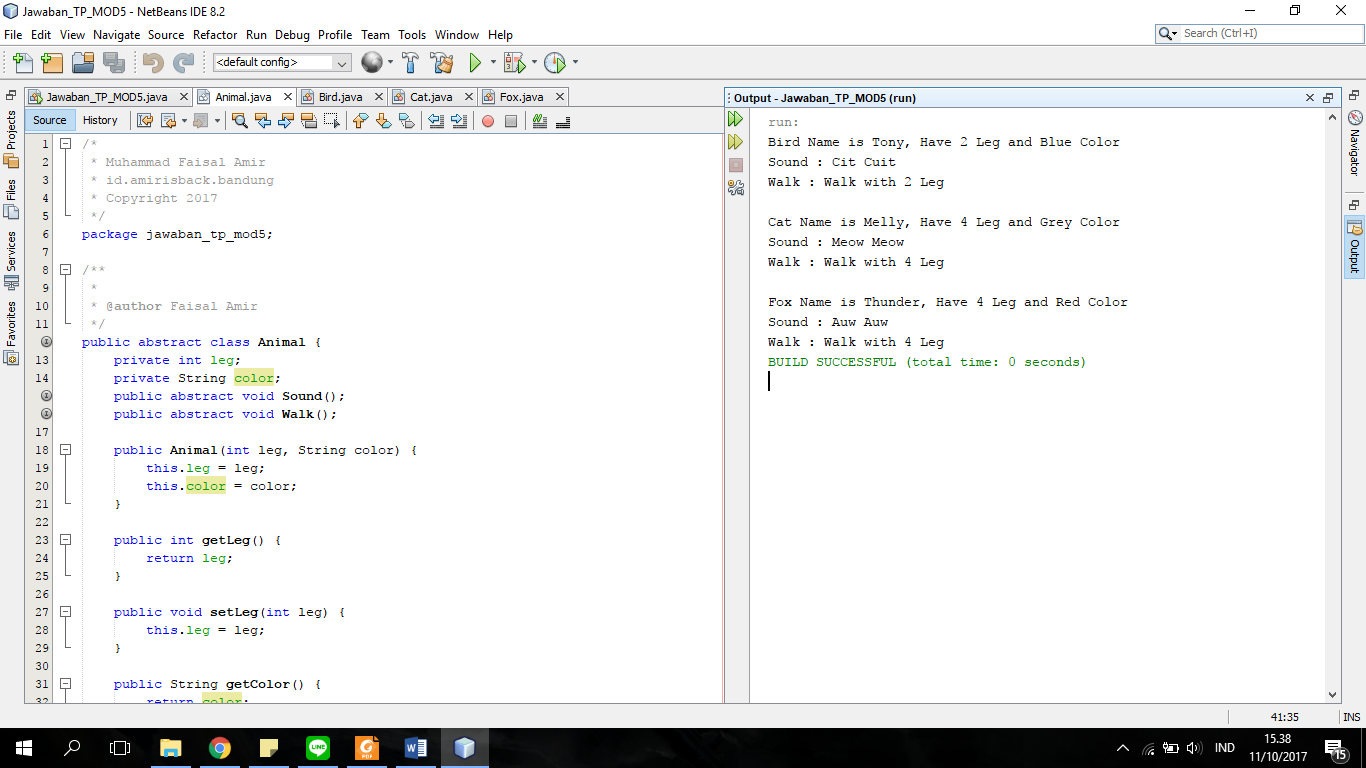 Jawaban_TP_MOD5 - NetBeans IDE 8.2
File Edit View Navigate Source Refactor Run Debug Profile Team Tools Window Help
Search (Ctrl+I)
<default config>
Jawaban_TP_MOD5.java Animal.java Bird.java Cat.java Fox.java
Source History
Projects
Files
Services
Favorites
1 /*
2 * Muhammad Faisal Amir
3 * id.amirisback.bandung
4 * Copyright 2017
5 */
6 package jawaban_tp_mod5;
7
8 /**
9 *
10 * @author Faisal Amir
11 */
public abstract class Animal {
13 private int leg;
14 private String color;
public abstract void Sound();
public abstract void Walk();
17
18 public Animal(int leg, String color) {
19 this.leg = leg;
20 this.color = color;
21 }
22
23 public int getLeg() {
24 return leg;
25 }
26
27 public void setLeg(int leg) {
28 this.leg = leg;
29 }
30
31 public String getColor() {
32 return color;
Output - Jawaban_TP_MOD5 (run)
run:
Bird Name is Tony, Have 2 Leg and Blue Color
Sound : Cit Cuit
Walk : Walk with 2 Leg
Cat Name is Melly, Have 4 Leg and Grey Color
Sound : Meow Meow
Walk : Walk with 4 Leg
Fox Name is Thunder, Have 4 Leg and Red Color
Sound : Auw Auw
Walk : Walk with 4 Leg
BUILD SUCCESSFUL (total time: 0 seconds)
Navigator
Output
41:35 INS
LINE
PDF
IND
15.38
11/10/2017
15